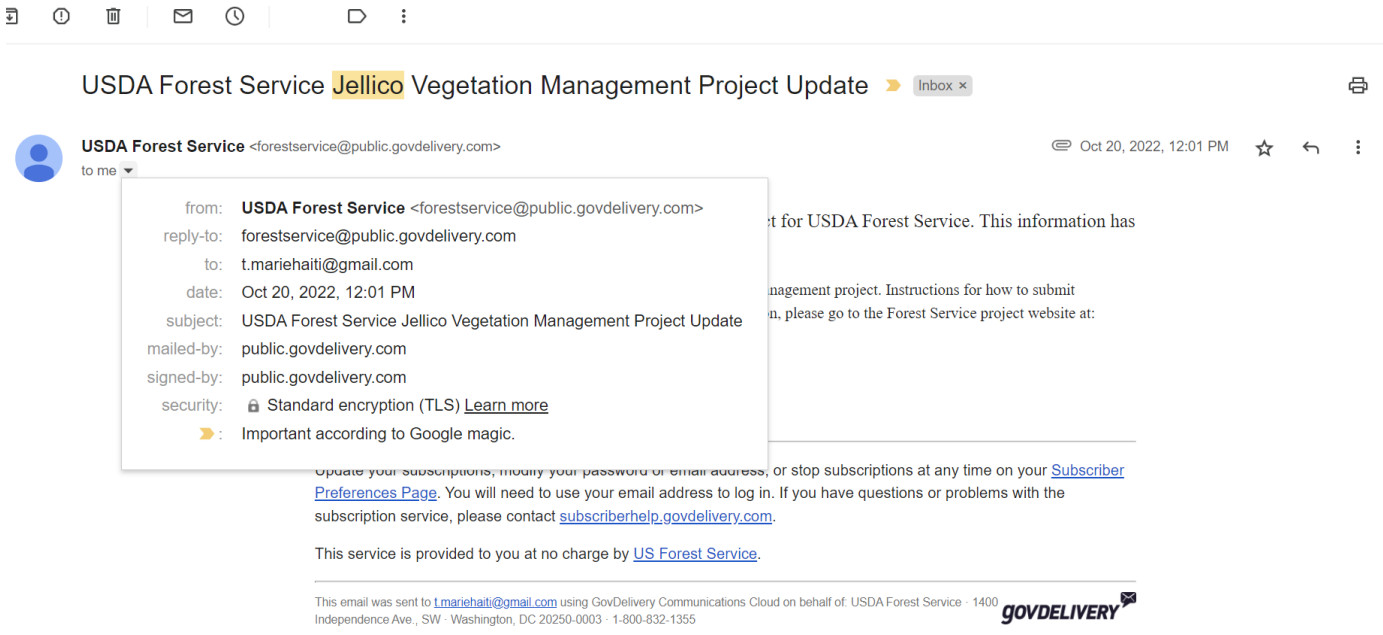 USDA Forest Service Jellico Vegetation Management Project Update Inbox ×
USDA Forest Service <forestservice@public.govdelivery.com> Oct 20, 2022, 12:01 PM
to me
from: USDA Forest Service <forestservice@public.govdelivery.com>
ct for USDA Forest Service. This information has
reply-to: forestservice@public.govdelivery.com
to: t.mariehaiti@gmail.com
date: Oct 20, 2022, 12:01 PM
nagement project. Instructions for how to submit
subject: USDA Forest Service Jellico Vegetation Management Project Update
n, please go to the Forest Service project website at:
mailed-by: public.govdelivery.com
signed-by: public.govdelivery.com
security: Standard encryption (TLS) Learn more
: Important according to Google magic.
Update your subscriptions, modify your password or email address, or stop subscriptions at any time on your Subscriber
Preferences Page. You will need to use your email address to log in. If you have questions or problems with the
subscription service, please contact subscriberhelp.govdelivery.com.
This service is provided to you at no charge by US Forest Service.
This email was sent to t.mariehaiti@gmail.com using GovDelivery Communications Cloud on behalf of: USDA Forest Service · 1400
Independence Ave., SW · Washington, DC 20250-0003 · 1-800-832-1355
GOVDELIVERY